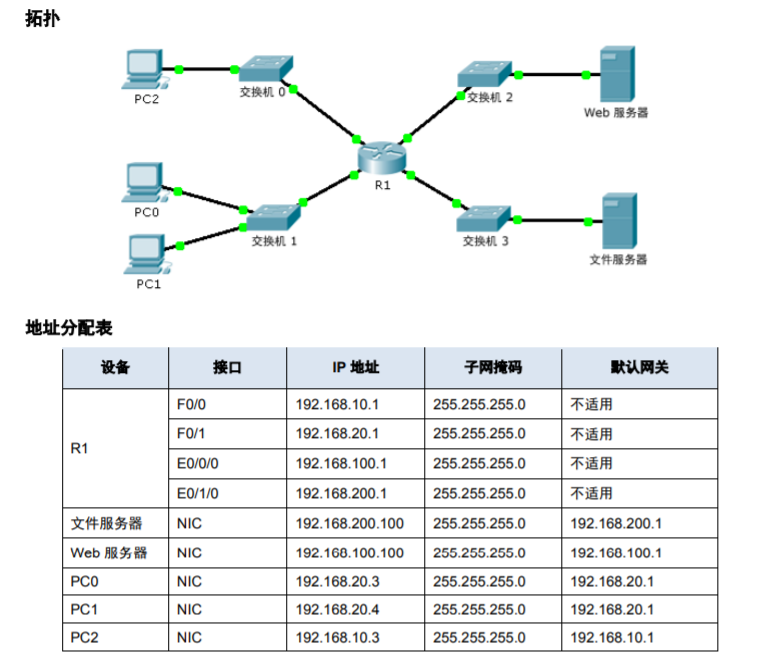 拓扑
PC2
交换机 0
交换机 2
Web 服务器
R1
PC0
交换机 1
交换机 3
文件服务器
PC1
地址分配表
设备 接口 IP 地址 子网掩码 默认网关
R1 F0/0 192.168.10.1 255.255.255.0 不适用
F0/1 192.168.20.1 255.255.255.0 不适用
E0/0/0 192.168.100.1 255.255.255.0 不适用
E0/1/0 192.168.200.1 255.255.255.0 不适用
文件服务器 NIC 192.168.200.100 255.255.255.0 192.168.200.1
Web 服务器 NIC 192.168.100.100 255.255.255.0 192.168.100.1
PC0 NIC 192.168.20.3 255.255.255.0 192.168.20.1
PC1 NIC 192.168.20.4 255.255.255.0 192.168.20.1
PC2 NIC 192.168.10.3 255.255.255.0 192.168.10.1